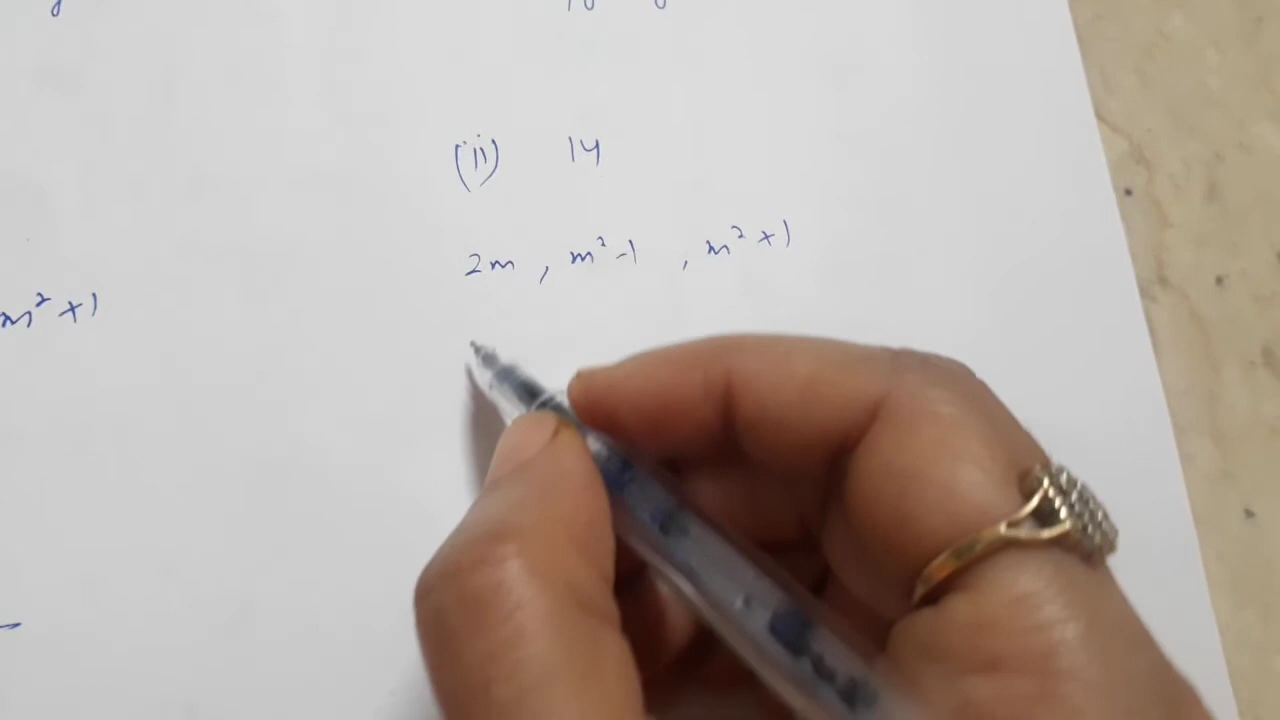 (ii) 14
2m , m² -1 , m² +1
m² +1